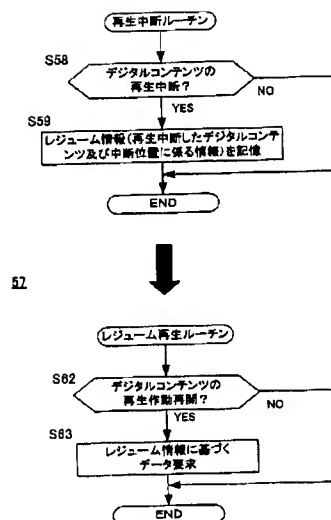 再生中断ルーチン
S58
デジタルコンテンツの
再生中断?
NO
YES
S59
レジューム情報(再生中断したデジタルコンテ
ンツ及び中断位置に係る情報)を記憶
END
57
レジューム再生ルーチン
S62
デジタルコンテンツの
再生作動再開?
NO
YES
S63
レジューム情報に基づく
データ要求
END